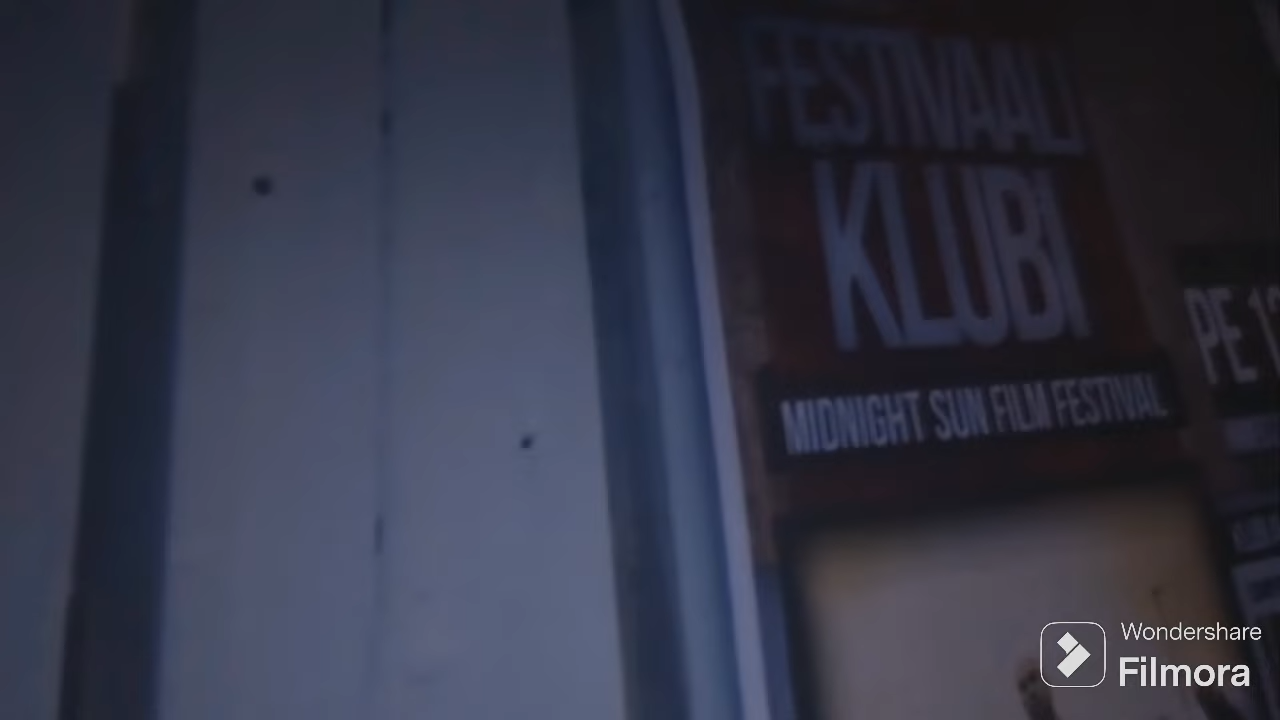 FESTIVAALI
KLUBI
MIDNIGHT SUN FILM FESTIVAL
PE
Wondershare
Filmora